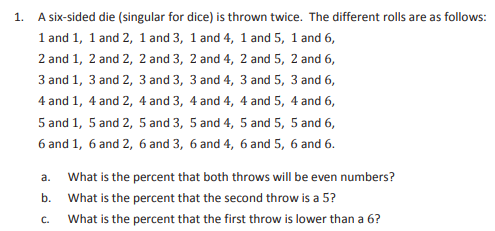 1. A six-sided die (singular for dice) is thrown twice. The different rolls are as follows:
1 and 1, 1 and 2, 1 and 3, 1 and 4, 1 and 5, 1 and 6,
2 and 1, 2 and 2, 2 and 3, 2 and 4, 2 and 5, 2 and 6,
3 and 1, 3 and 2, 3 and 3, 3 and 4, 3 and 5, 3 and 6,
4 and 1, 4 and 2, 4 and 3, 4 and 4, 4 and 5, 4 and 6,
5 and 1, 5 and 2, 5 and 3, 5 and 4, 5 and 5, 5 and 6,
6 and 1, 6 and 2, 6 and 3, 6 and 4, 6 and 5, 6 and 6.
a. What is the percent that both throws will be even numbers?
b. What is the percent that the second throw is a 5?
c. What is the percent that the first throw is lower than a 6?